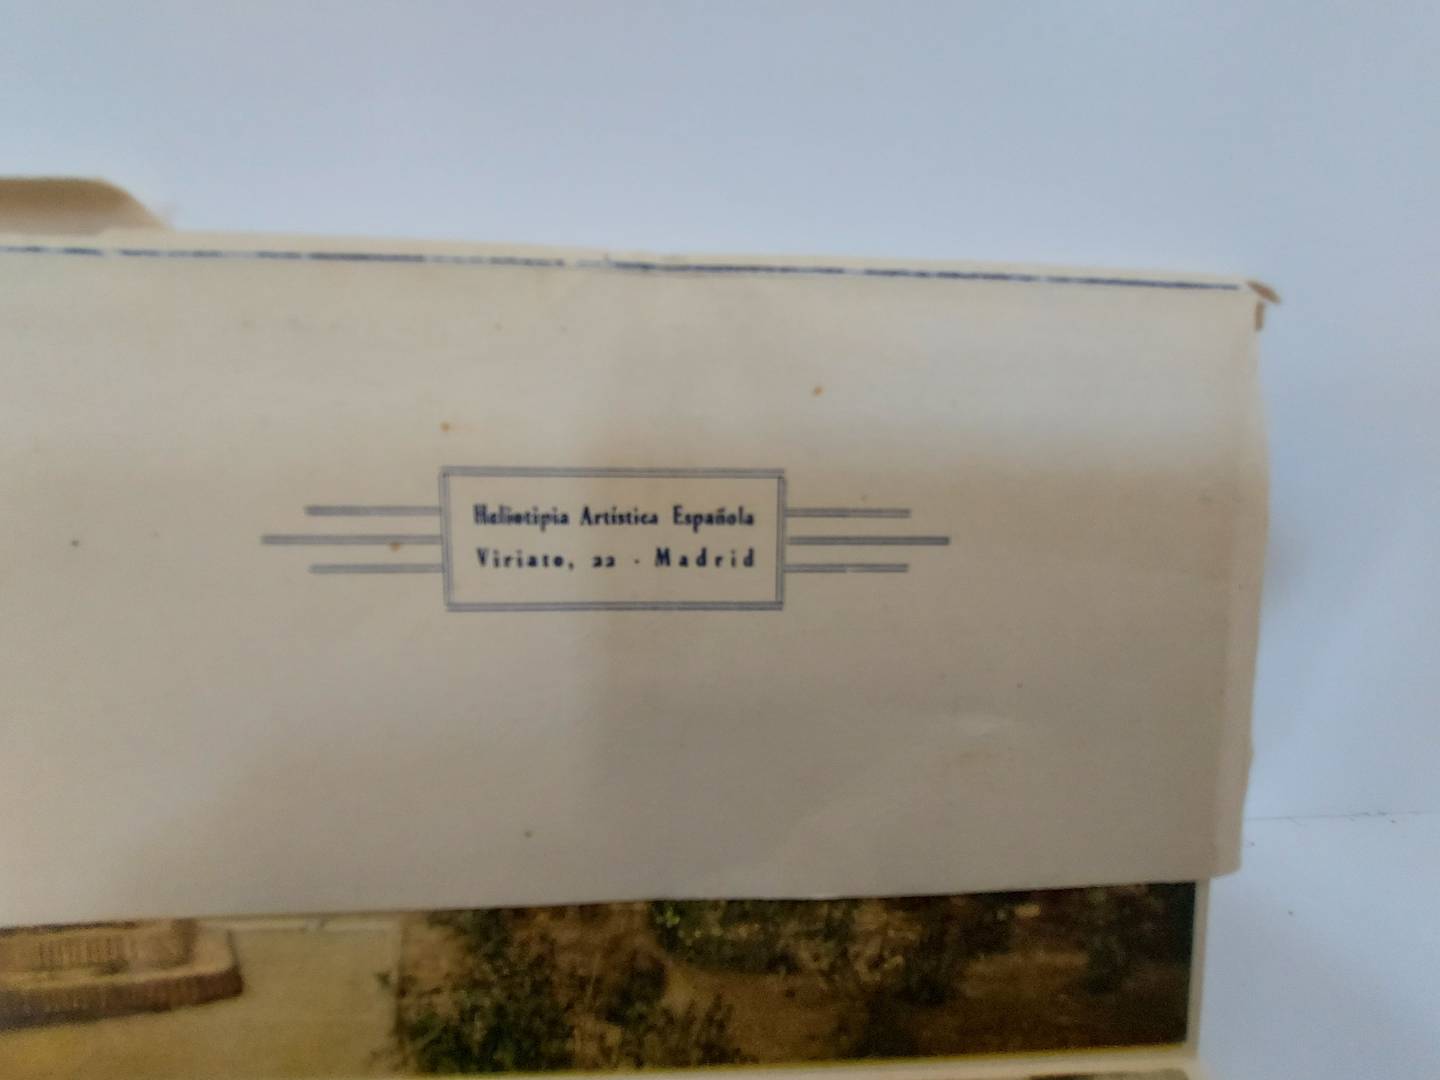 Heliotipia Artística Española
Viriato, 22 - Madrid